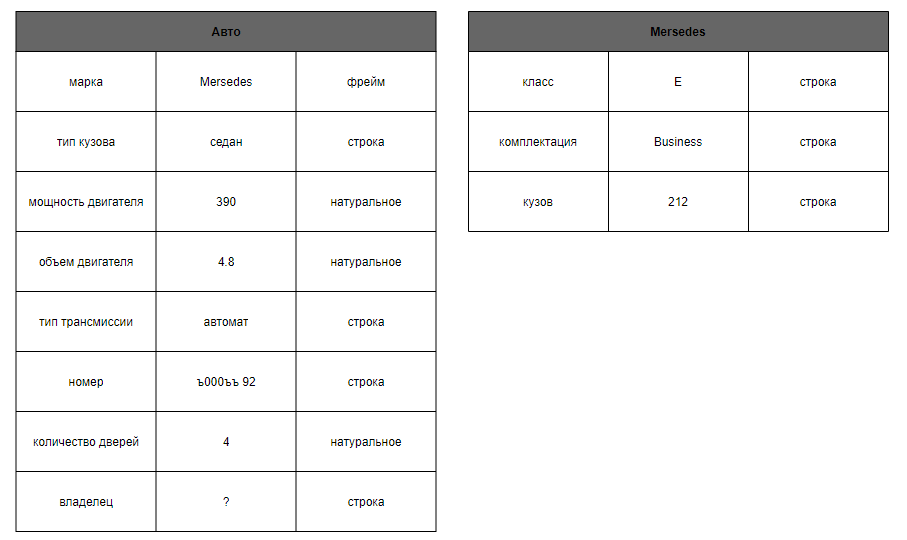 Авто
марка Mersedes фрейм
тип кузова седан строка
мощность двигателя 390 натуральное
объем двигателя 4.8 натуральное
тип трансмиссии автомат строка
номер ъ000ъъ 92 строка
количество дверей 4 натуральное
владелец ? строка
Mersedes
класс E строка
комплектация Business строка
кузов 212 строка